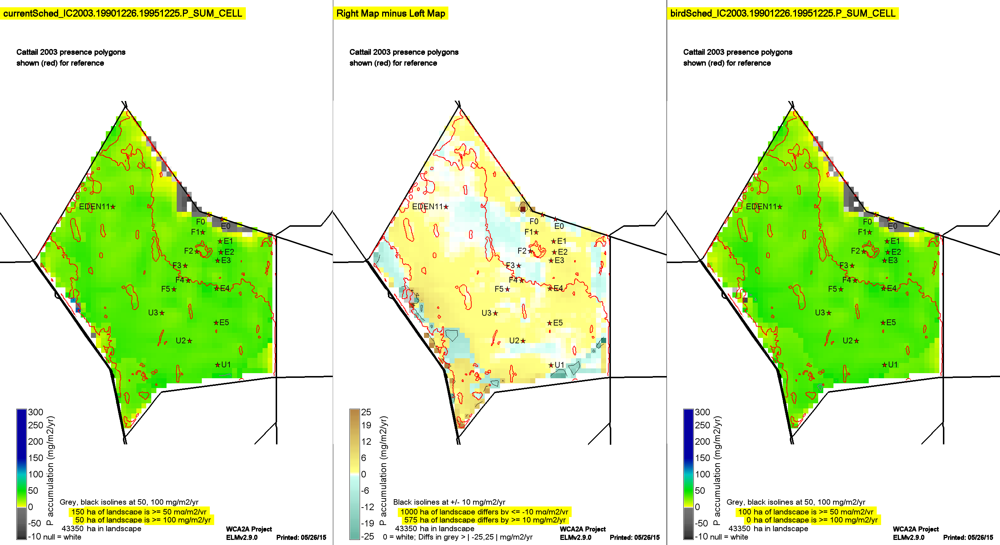 currentSched_IC2003.19901226.19951225.P_SUM_CELL
Cattail 2003 presence polygons
shown (red) for reference
EDEN11
F0
E0
F1
E1
F2
E2
E3
F3
F4
E4
F5
U3
E5
U2
U1
300
250
200
150
100
50
0
-50
-10
P accumulation (mg/m2/yr)
null = white
Grey, black isolines at 50, 100 mg/m2/yr
150 ha of landscape is >= 50 mg/m2/yr
50 ha of landscape is >= 100 mg/m2/yr
43350 ha in landscape
WCA2A Project
ELMv2.9.0
Printed: 05/26/15
Right Map minus Left Map
Cattail 2003 presence polygons
shown (red) for reference
EDEN11
F0
E0
F1
E1
F2
E2
E3
F3
F4
E4
F5
U3
E5
U2
U1
25
19
12
6
0
-6
-12
-19
-25
P accumulation (mg/m2/yr)
Black isolines at +/- 10 mg/m2/yr
1000 ha of landscape differs by <= -10 mg/m2/yr
575 ha of landscape differs by >= 10 mg/m2/yr
43350 ha in landscape
0 = white; Diffs in grey > | -25,25 | mg/m2/yr
WCA2A Project
ELMv2.9.0
Printed: 05/26/15
birdSched_IC2003.19901226.19951225.P_SUM_CELL
Cattail 2003 presence polygons
shown (red) for reference
EDEN11
F0
E0
F1
E1
F2
E2
E3
F3
F4
E4
F5
U3
E5
U2
U1
300
250
200
150
100
50
0
-50
-10
P accumulation (mg/m2/yr)
null = white
Grey, black isolines at 50, 100 mg/m2/yr
100 ha of landscape is >= 50 mg/m2/yr
0 ha of landscape is >= 100 mg/m2/yr
43350 ha in landscape
WCA2A Project
ELMv2.9.0
Printed: 05/26/15